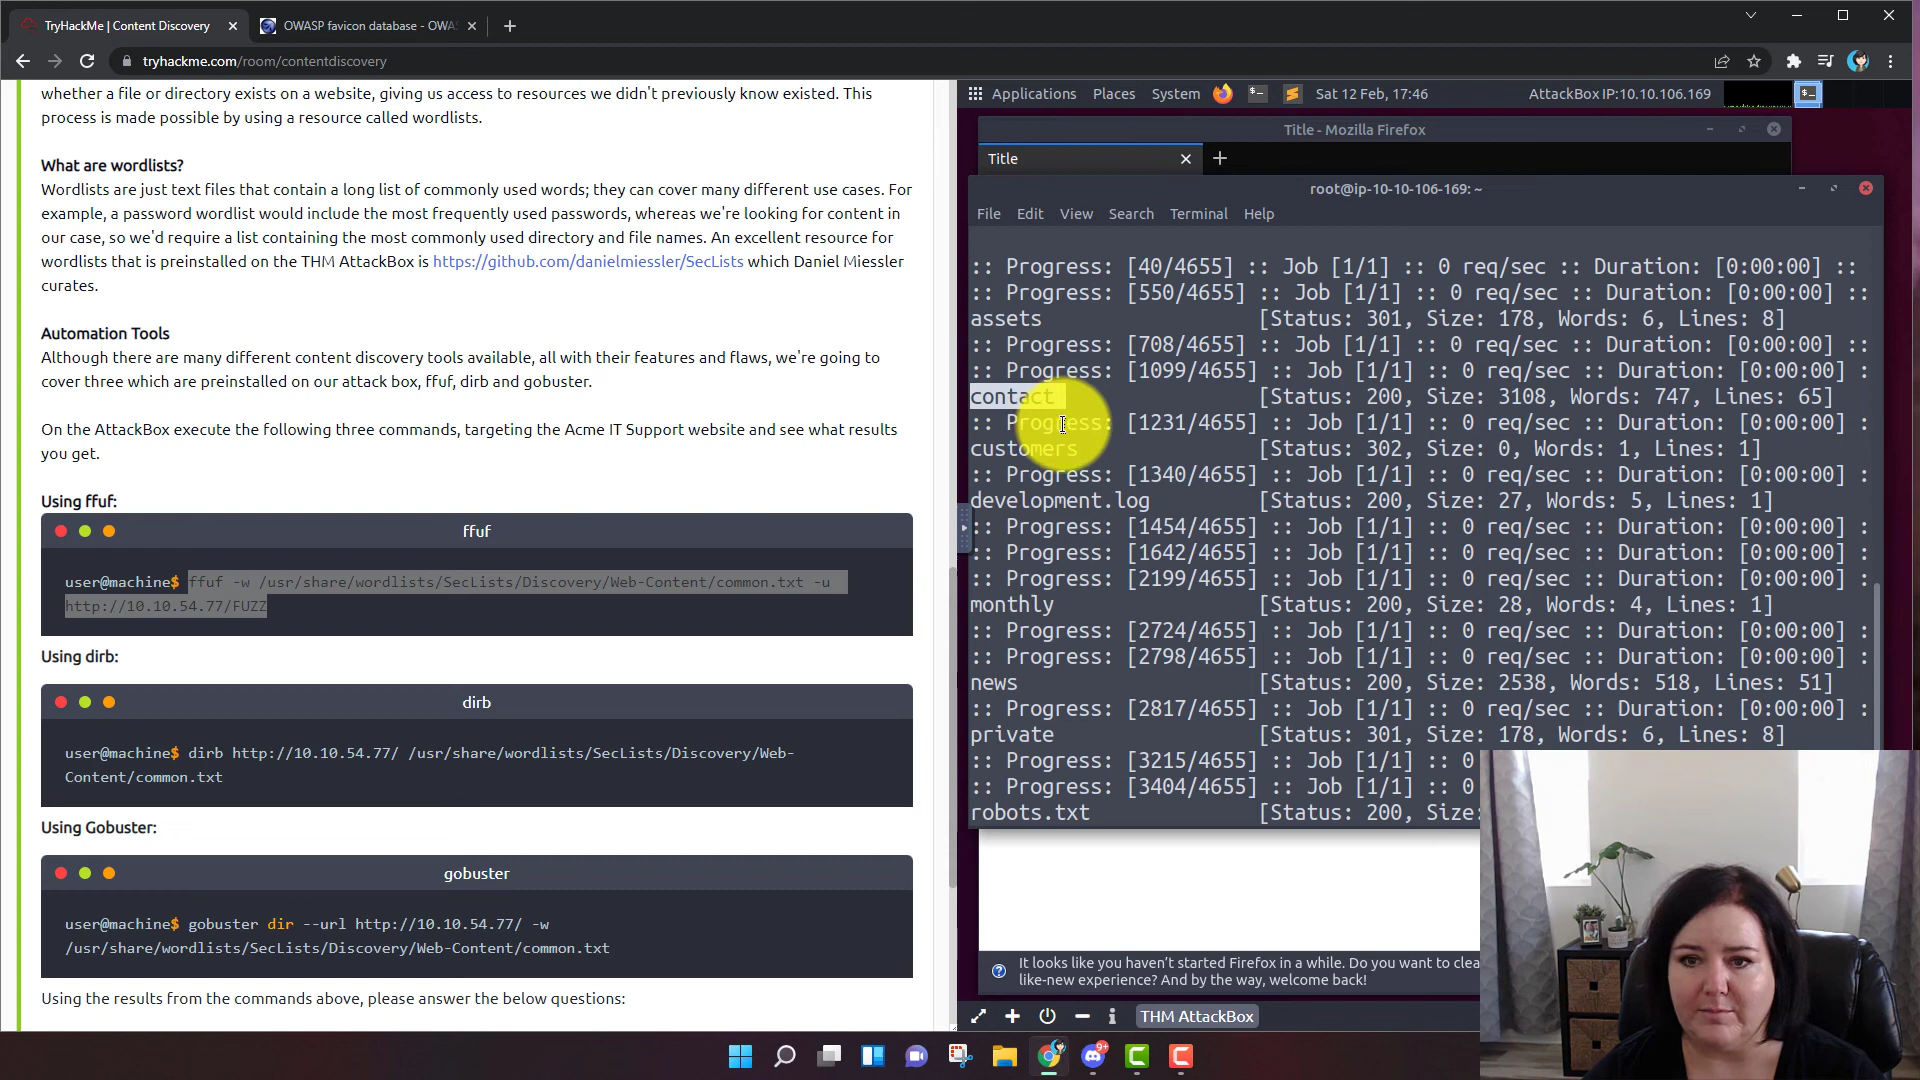 TryHackMe | Content Discovery
OWASP favicon database - OWA
tryhackme.com/room/contentdiscovery
whether a file or directory exists on a website, giving us access to resources we didn't previously know existed. This
process is made possible by using a resource called wordlists.
What are wordlists?
Wordlists are just text files that contain a long list of commonly used words; they can cover many different use cases. For
example, a password wordlist would include the most frequently used passwords, whereas we're looking for content in
our case, so we'd require a list containing the most commonly used directory and file names. An excellent resource for
wordlists that is preinstalled on the THM AttackBox is https://github.com/danielmiessler/SecLists which Daniel Miessler
curates.
Automation Tools
Although there are many different content discovery tools available, all with their features and flaws, we're going to
cover three which are preinstalled on our attack box, ffuf, dirb and gobuster.
On the AttackBox execute the following three commands, targeting the Acme IT Support website and see what results
you get.
Using ffuf:
ffuf
user@machine$ ffuf -w /usr/share/wordlists/SecLists/Discovery/Web-Content/common.txt -u
http://10.10.54.77/FUZZ
Using dirb:
dirb
user@machine$ dirb http://10.10.54.77/ /usr/share/wordlists/SecLists/Discovery/Web-
Content/common.txt
Using Gobuster:
gobuster
user@machine$ gobuster dir --url http://10.10.54.77/ -w
/usr/share/wordlists/SecLists/Discovery/Web-Content/common.txt
Using the results from the commands above, please answer the below questions:
Applications Places System Sat 12 Feb, 17:46 AttackBox IP:10.10.106.169
Title - Mozilla Firefox
Title
root@ip-10-10-106-169: ~
File Edit View Search Terminal Help
:: Progress: [40/4655] :: Job [1/1] :: 0 req/sec :: Duration: [0:00:00] ::
:: Progress: [550/4655] :: Job [1/1] :: 0 req/sec :: Duration: [0:00:00] ::
assets [Status: 301, Size: 178, Words: 6, Lines: 8]
:: Progress: [708/4655] :: Job [1/1] :: 0 req/sec :: Duration: [0:00:00] ::
:: Progress: [1099/4655] :: Job [1/1] :: 0 req/sec :: Duration: [0:00:00] :
contact [Status: 200, Size: 3108, Words: 747, Lines: 65]
:: Progress: [1231/4655] :: Job [1/1] :: 0 req/sec :: Duration: [0:00:00] :
customers [Status: 302, Size: 0, Words: 1, Lines: 1]
:: Progress: [1340/4655] :: Job [1/1] :: 0 req/sec :: Duration: [0:00:00] :
development.log [Status: 200, Size: 27, Words: 5, Lines: 1]
:: Progress: [1454/4655] :: Job [1/1] :: 0 req/sec :: Duration: [0:00:00] :
:: Progress: [1642/4655] :: Job [1/1] :: 0 req/sec :: Duration: [0:00:00] :
:: Progress: [2199/4655] :: Job [1/1] :: 0 req/sec :: Duration: [0:00:00] :
monthly [Status: 200, Size: 28, Words: 4, Lines: 1]
:: Progress: [2724/4655] :: Job [1/1] :: 0 req/sec :: Duration: [0:00:00] :
:: Progress: [2798/4655] :: Job [1/1] :: 0 req/sec :: Duration: [0:00:00] :
news [Status: 200, Size: 2538, Words: 518, Lines: 51]
:: Progress: [2817/4655] :: Job [1/1] :: 0 req/sec :: Duration: [0:00:00] :
private [Status: 301, Size: 178, Words: 6, Lines: 8]
:: Progress: [3215/4655] :: Job [1/1] :: 0
:: Progress: [3404/4655] :: Job [1/1] :: 0
robots.txt [Status: 200, Size:
It looks like you haven't started Firefox in a while. Do you want to clea
like-new experience? And by the way, welcome back!
THM AttackBox
9+